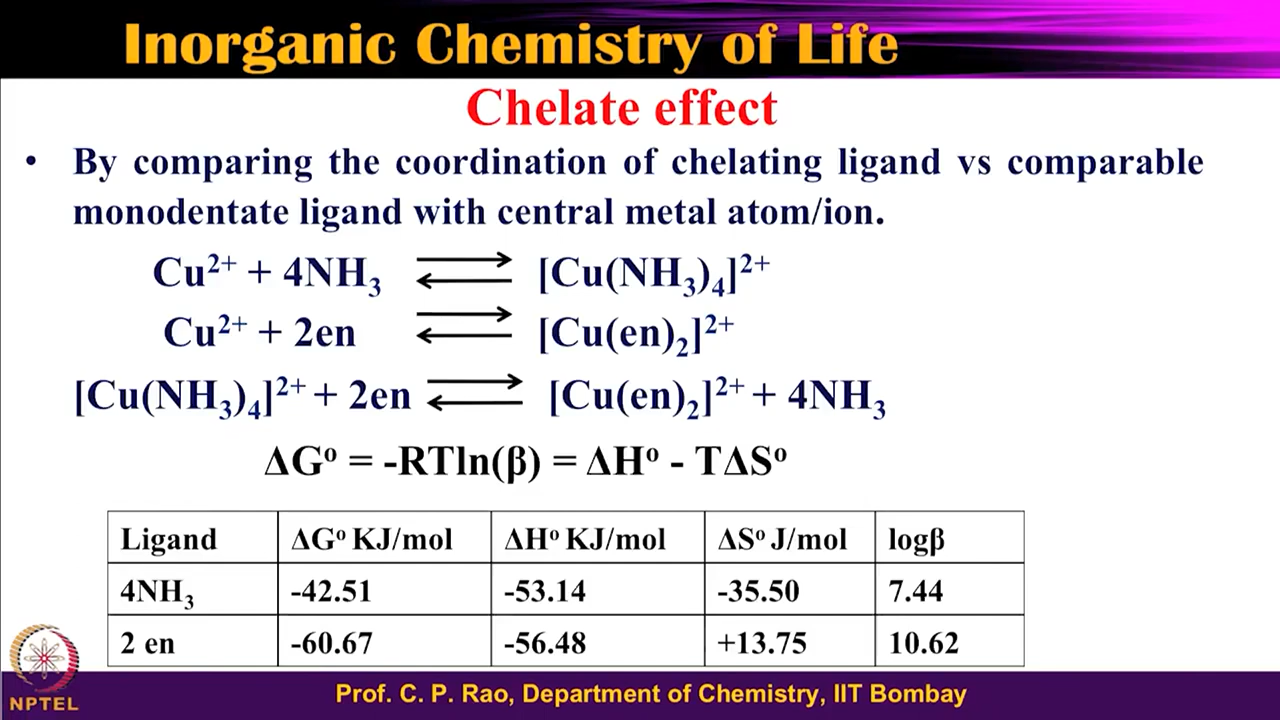 Inorganic Chemistry of Life
Chelate effect
• By comparing the coordination of chelating ligand vs comparable
monodentate ligand with central metal atom/ion.
Cu²⁺ + 4NH₃ ⇌ [Cu(NH₃)₄]²⁺
Cu²⁺ + 2en ⇌ [Cu(en)₂]²⁺
[Cu(NH₃)₄]²⁺ + 2en ⇌ [Cu(en)₂]²⁺ + 4NH₃
ΔGº = -RTln(β) = ΔHº - TΔSº
Ligand ΔGº KJ/mol ΔHº KJ/mol ΔSº J/mol logβ
4NH₃ -42.51 -53.14 -35.50 7.44
2 en -60.67 -56.48 +13.75 10.62
NPTEL
Prof. C. P. Rao, Department of Chemistry, IIT Bombay